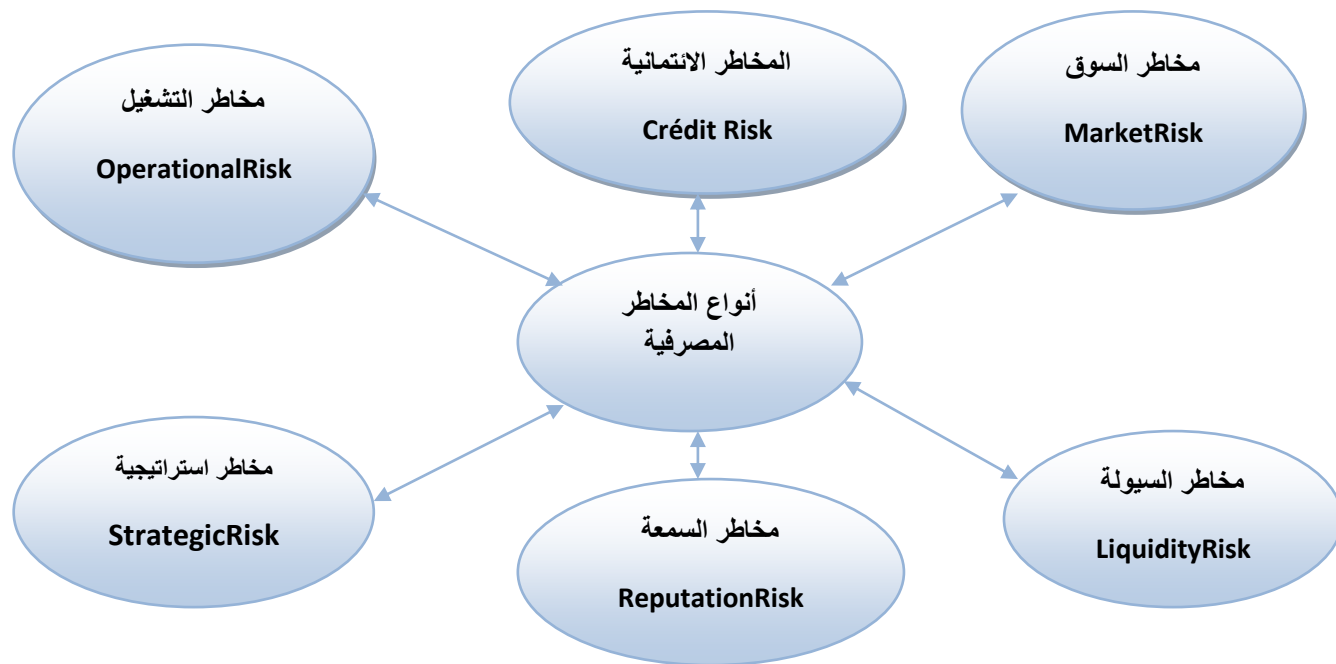 مخاطر السوق
MarketRisk
المخاطر الائتمانية
Crédit Risk
مخاطر التشغيل
OperationalRisk
أنواع المخاطر
المصرفية
مخاطر السيولة
LiquidityRisk
مخاطر السمعة
ReputationRisk
مخاطر استراتيجية
StrategicRisk